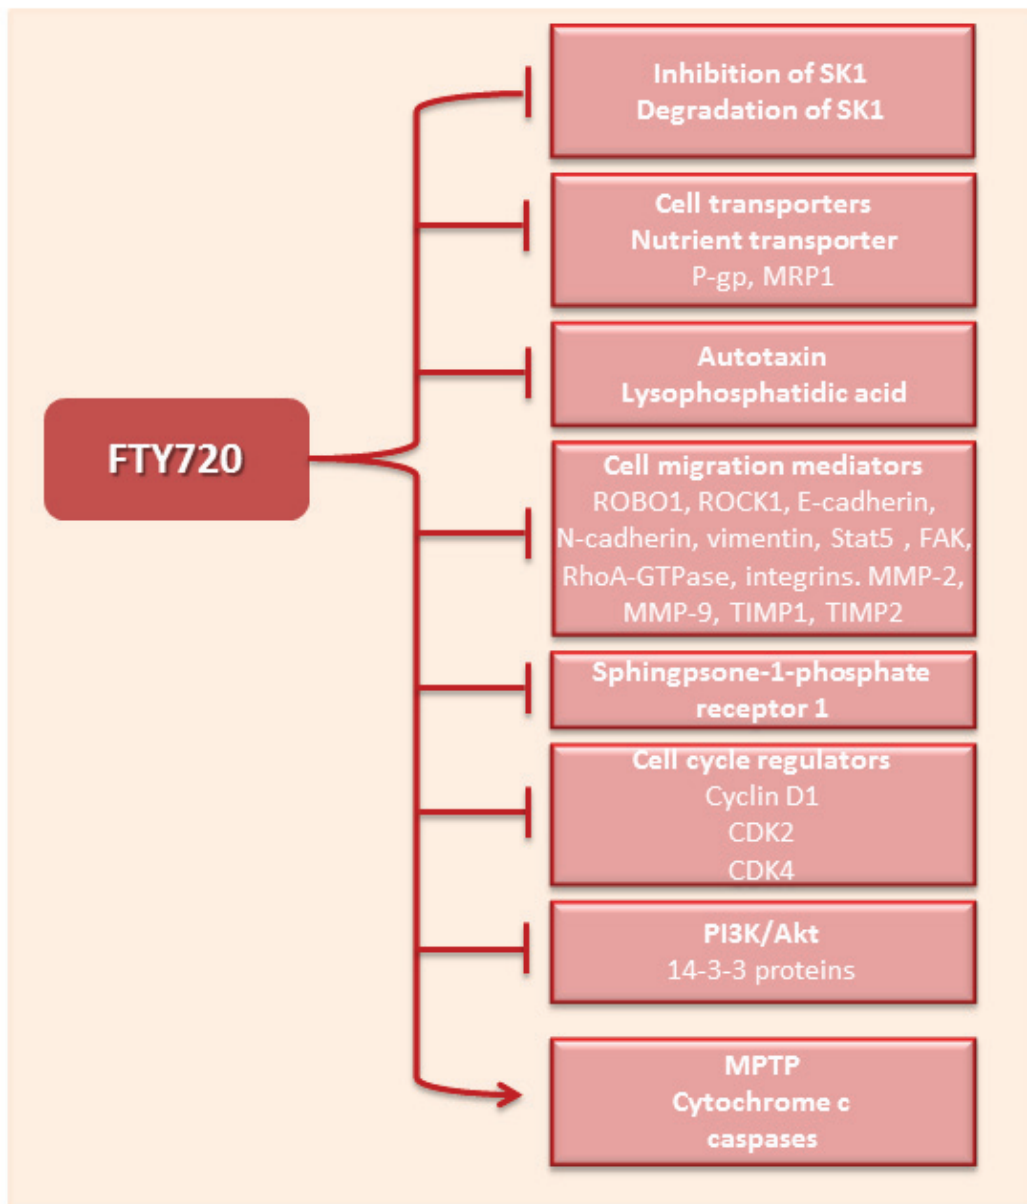 Inhibition of SK1
Degradation of SK1
Cell transporters
Nutrient transporter
P-gp, MRP1
Autotaxin
Lysophosphatidic acid
FTY720
Cell migration mediators
ROBO1, ROCK1, E-cadherin,
N-cadherin, vimentin, Stat5 , FAK,
RhoA-GTPase, integrins. MMP-2,
MMP-9, TIMP1, TIMP2
Sphingpsone-1-phosphate
receptor 1
Cell cycle regulators
Cyclin D1
CDK2
CDK4
PI3K/Akt
14-3-3 proteins
MPTP
Cytochrome c
caspases